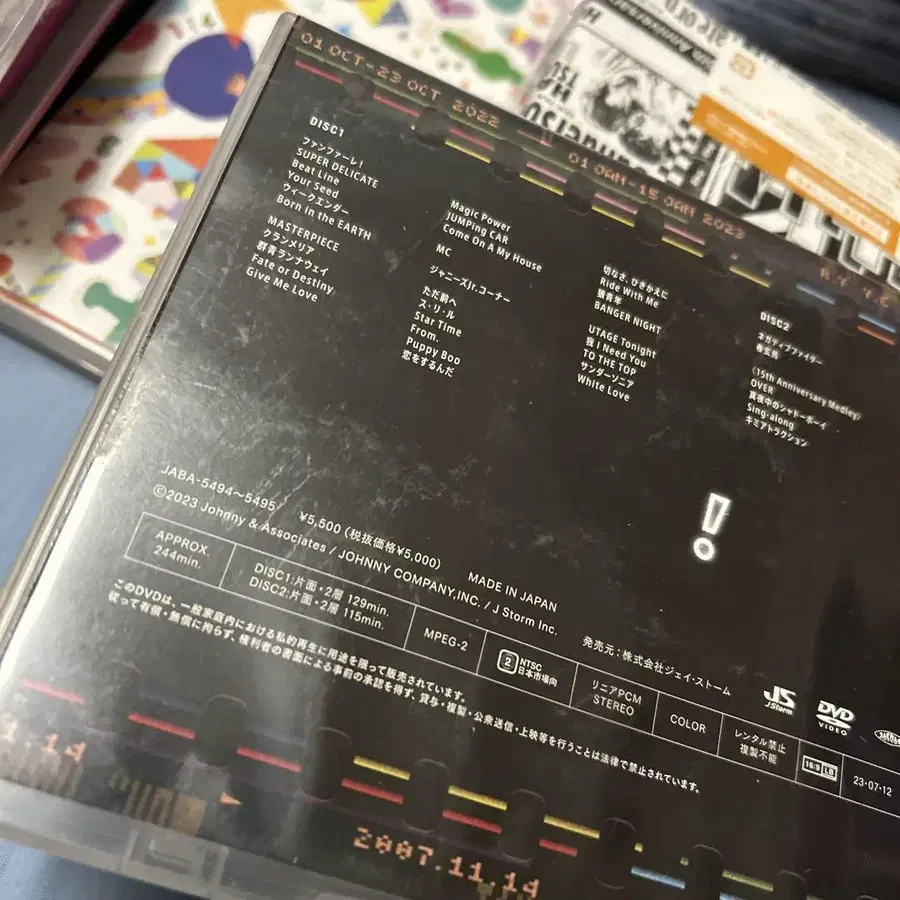 01 OCT-23 OCT 2022
01 JAN-15 JAN 2023
DISC1
ファンファーレ!
SUPER DELICATE
Beat Line
Your Seed
ウィークエンダー
Born in the EARTH
MASTERPIECE
クランメリア
群青ランナウェイ
Fate or Destiny
Give Me Love
Magic Power
JUMPing CAR
Come On A My House
MC
ジャニーズJr.コーナー
ただ前へ
ス・リ・ル
Star Time
From.
Puppy Boo
恋をするんだ
切なさ、ひきかえに
Ride With Me
狼青年
BANGER NIGHT
UTAGE Tonight
我 I Need You
TO THE TOP
サンダーソニア
White Love
DISC2
ネガティブファイター
春玄鳥
(15th Anniversary Medley)
OVER
真夜中のシャドーボーイ
Sing-along
キミアトラクション
!
JABA-5494〜5495 ¥5,500 (税抜価格¥5,000)
©2023 Johnny & Associates / JOHNNY COMPANY,INC. / J Storm Inc.
MADE IN JAPAN
発売元:株式会社ジェイ・ストーム
APPROX.
244min.
DISC1:片面・2層 129min.
DISC2:片面・2層 115min.
MPEG-2
2 NTSC
日本市場向
リニアPCM
STEREO
COLOR
レンタル禁止
複製不能
16:9 LB
23·07·12
JS
J Storm
DVD
VIDEO
このDVDは、一般家庭内における私的再生に用途を限って販売されています。
従って有償・無償に拘らず、権利者の書面による事前の承認を得ず、貸与・複製・公衆送信・上映等を行うことは法律で禁止されています。
2007.11.14